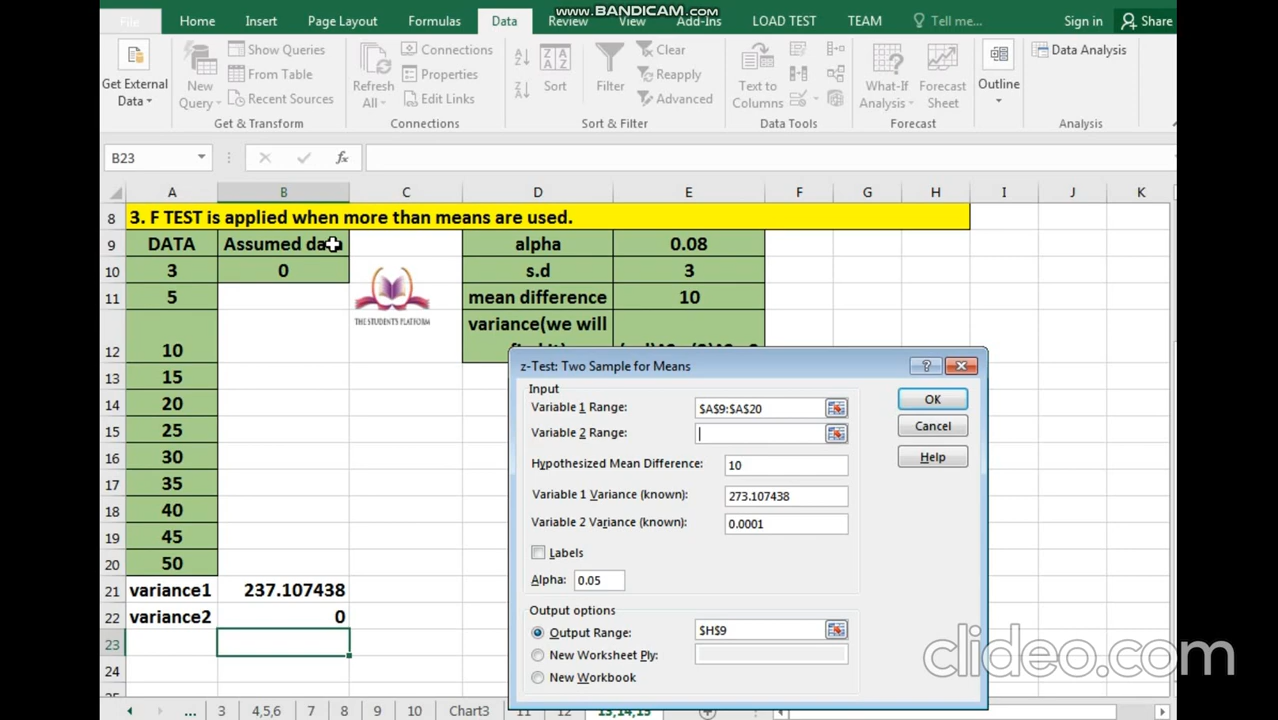 www.BANDICAM.com
File Home Insert Page Layout Formulas Data Review View Add-Ins LOAD TEST TEAM Tell me... Sign in Share
Get External Data
New Query
Show Queries
From Table
Recent Sources
Get & Transform
Refresh All
Connections
Properties
Edit Links
Connections
Sort
Filter
Clear
Reapply
Advanced
Sort & Filter
Text to Columns
Data Tools
What-If Analysis
Forecast Sheet
Forecast
Outline
Data Analysis
Analysis
B23 fx
A B C D E F G H I J K
8 3. F TEST is applied when more than means are used.
9 DATA Assumed data alpha 0.08
10 3 0 s.d 3
11 5 mean difference 10
THE STUDENTS PLATFORM
variance(we will
12 10
13 15
14 20
15 25
16 30
17 35
18 40
19 45
20 50
21 variance1 237.107438
22 variance2 0
23
24
z-Test: Two Sample for Means
Input
Variable 1 Range: $A$9:$A$20
Variable 2 Range:
Hypothesized Mean Difference: 10
Variable 1 Variance (known): 273.107438
Variable 2 Variance (known): 0.0001
Labels
Alpha: 0.05
Output options
Output Range: $H$9
New Worksheet Ply:
New Workbook
OK
Cancel
Help
clideo.com
... 3 4,5,6 7 8 9 10 Chart3 11 12 13,14,15